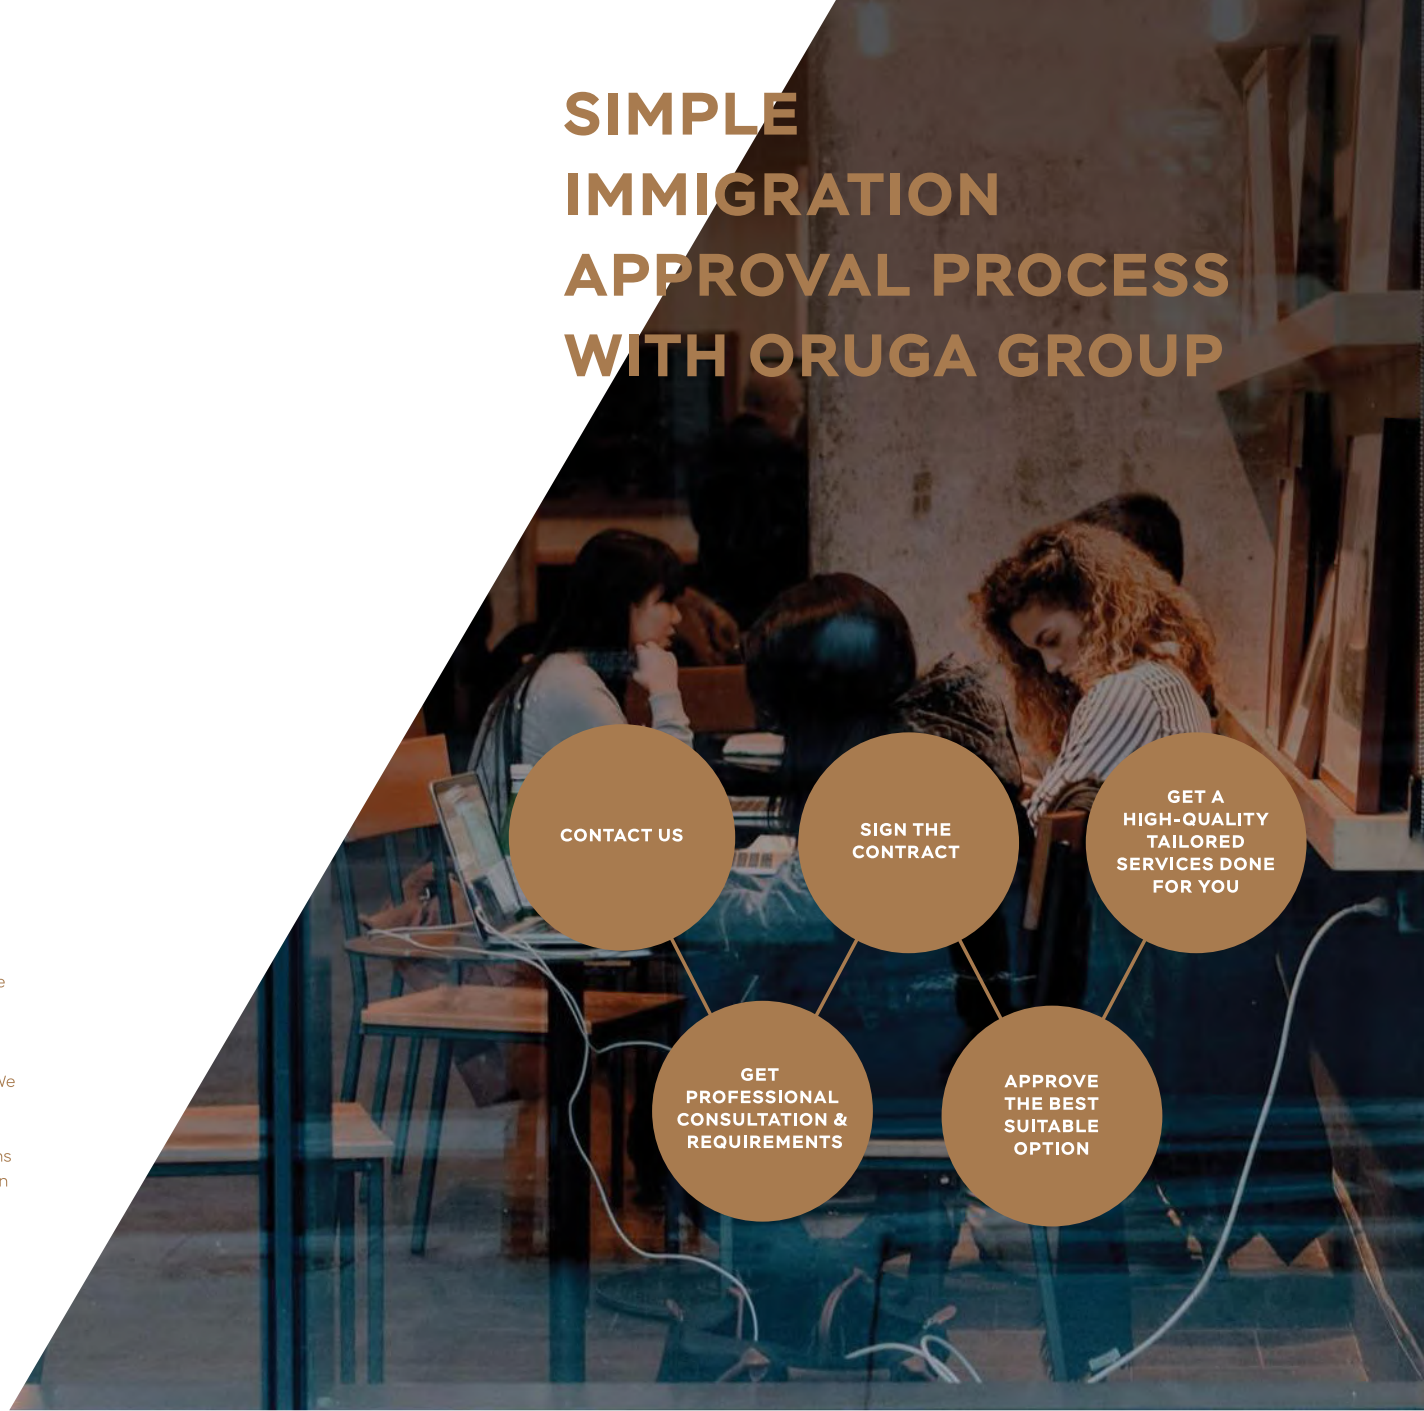 SIMPLE
IMMIGRATION
APPROVAL PROCESS
WITH ORUGA GROUP
CONTACT US
GET
PROFESSIONAL
CONSULTATION &
REQUIREMENTS
SIGN THE
CONTRACT
APPROVE
THE BEST
SUITABLE
OPTION
GET A
HIGH-QUALITY
TAILORED
SERVICES DONE
FOR YOU